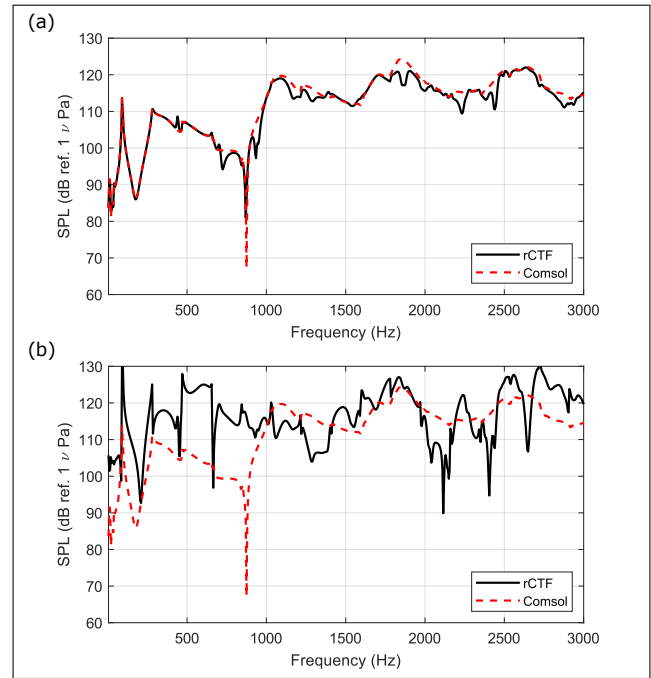 (a)
130
120
110
100
90
80
70
60
SPL (dB ref. 1 ν Pa)
500
1000
1500
2000
2500
3000
Frequency (Hz)
rCTF
Comsol
(b)
130
120
110
100
90
80
70
60
SPL (dB ref. 1 ν Pa)
500
1000
1500
2000
2500
3000
Frequency (Hz)
rCTF
Comsol